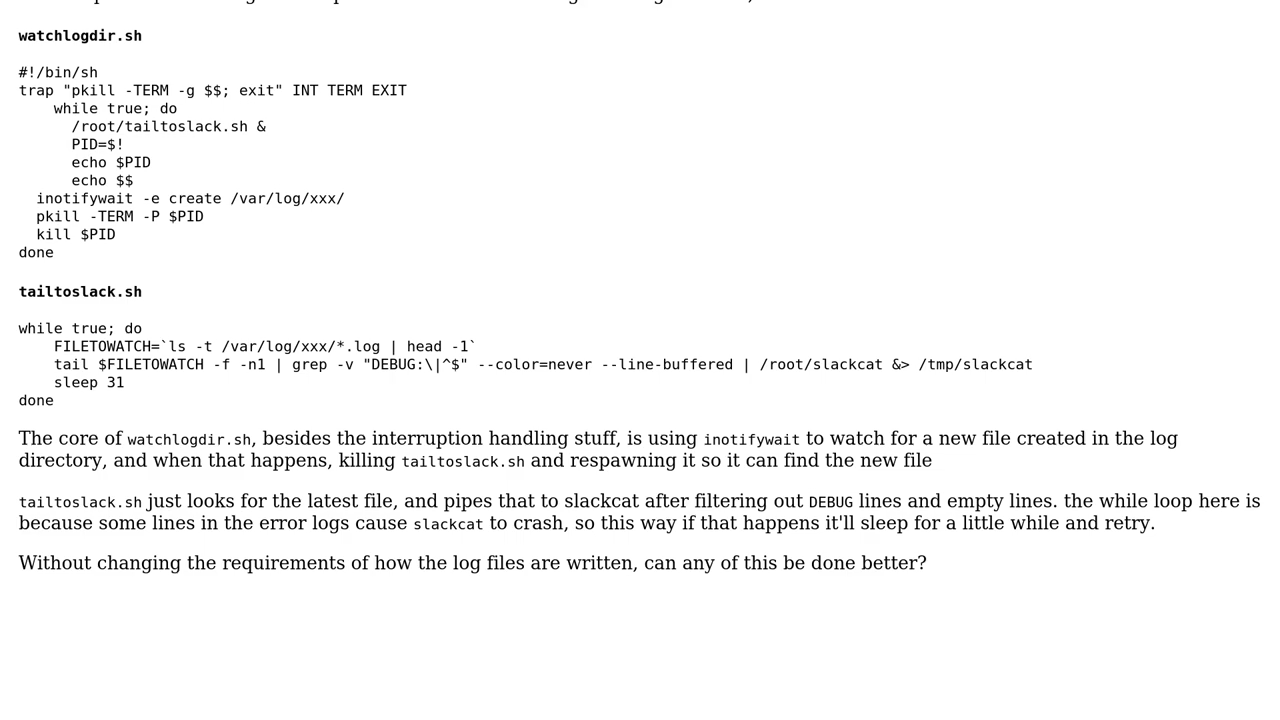 watchlogdir.sh
#!/bin/sh
trap "pkill -TERM -g $$; exit" INT TERM EXIT
    while true; do
      /root/tailtoslack.sh &
      PID=$!
      echo $PID
      echo $$
  inotifywait -e create /var/log/xxx/
  pkill -TERM -P $PID
  kill $PID
done
tailtoslack.sh
while true; do
    FILETOWATCH=`ls -t /var/log/xxx/*.log | head -1`
    tail $FILETOWATCH -f -n1 | grep -v "DEBUG:\|^$" --color=never --line-buffered | /root/slackcat &> /tmp/slackcat
    sleep 31
done
The core of watchlogdir.sh, besides the interruption handling stuff, is using inotifywait to watch for a new file created in the log
directory, and when that happens, killing tailtoslack.sh and respawning it so it can find the new file
tailtoslack.sh just looks for the latest file, and pipes that to slackcat after filtering out DEBUG lines and empty lines. the while loop here is
because some lines in the error logs cause slackcat to crash, so this way if that happens it'll sleep for a little while and retry.
Without changing the requirements of how the log files are written, can any of this be done better?